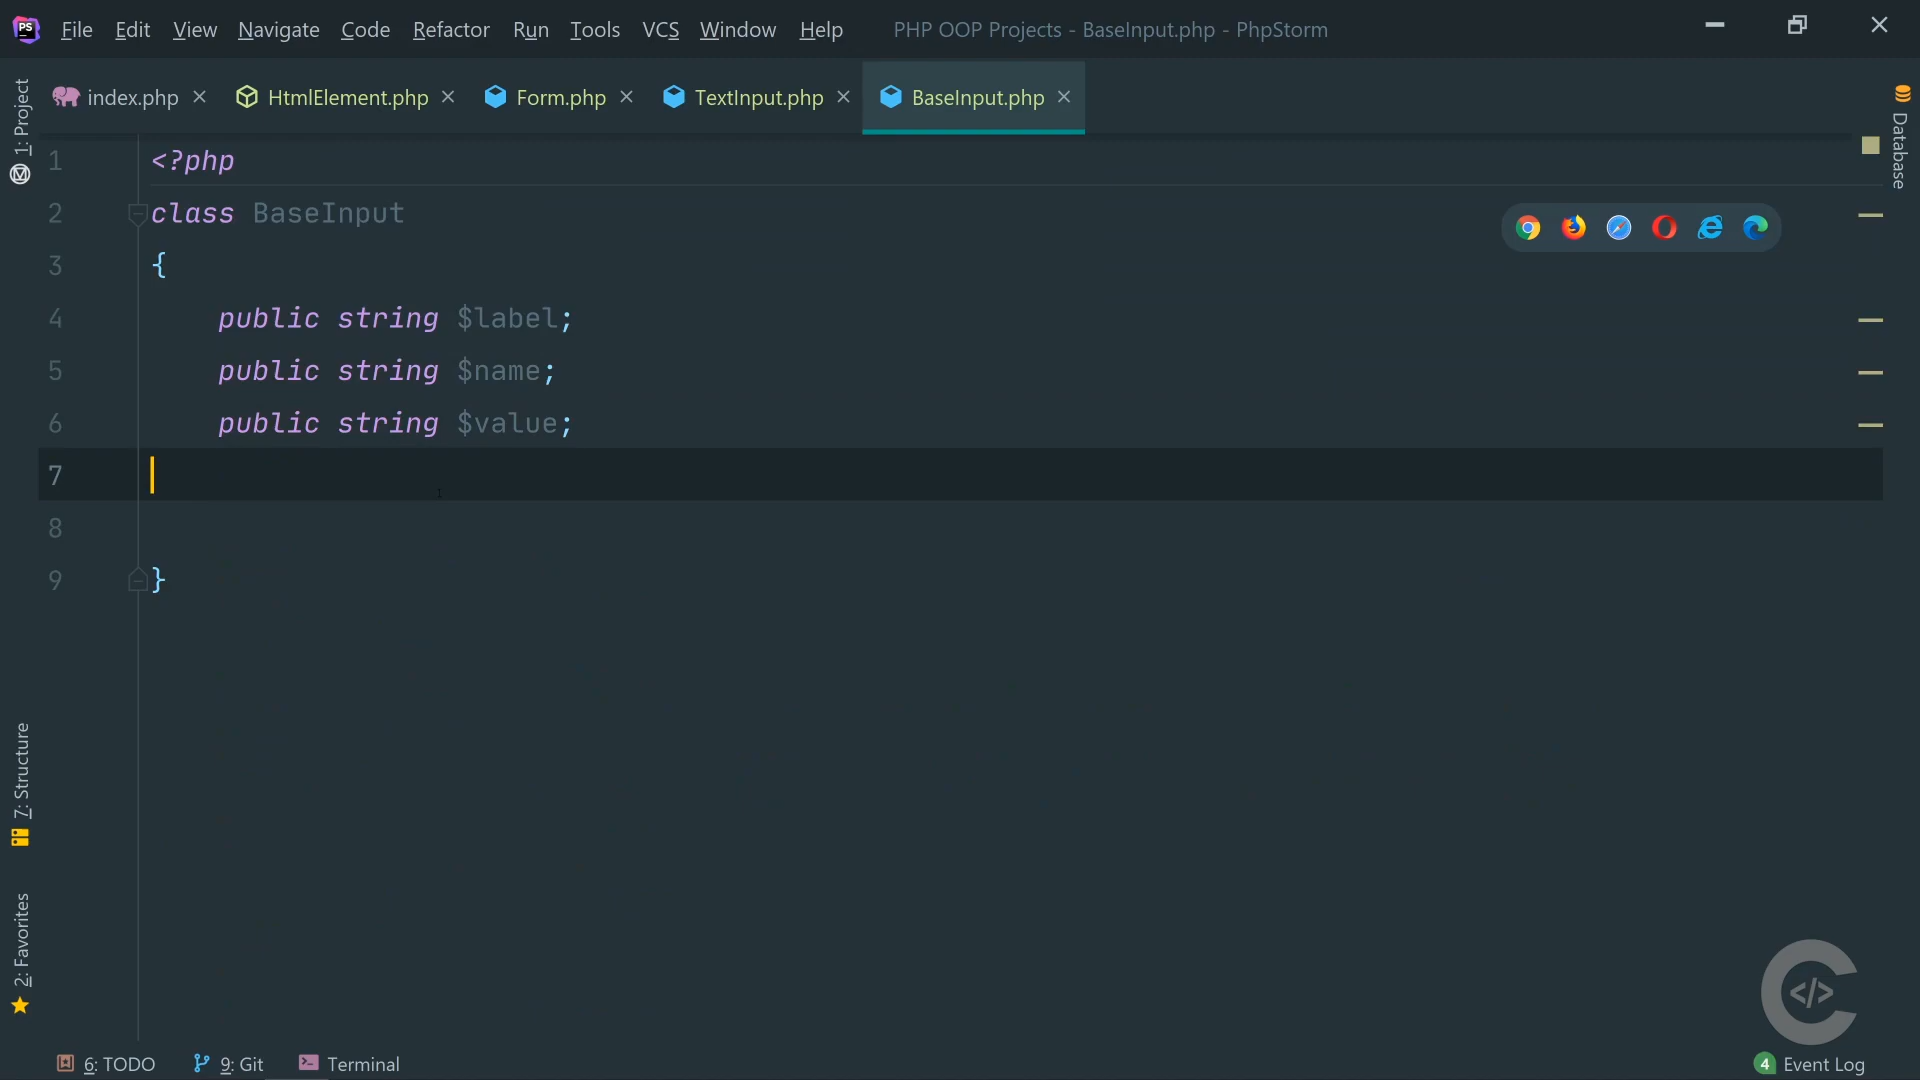 PS File Edit View Navigate Code Refactor Run Tools VCS Window Help PHP OOP Projects - BaseInput.php - PhpStorm
index.php HtmlElement.php Form.php TextInput.php BaseInput.php
1: Project
Database
1 <?php
2 class BaseInput
3 {
4 public string $label;
5 public string $name;
6 public string $value;
7
8
9 }
7: Structure
2: Favorites
</>
6: TODO 9: Git Terminal 4 Event Log